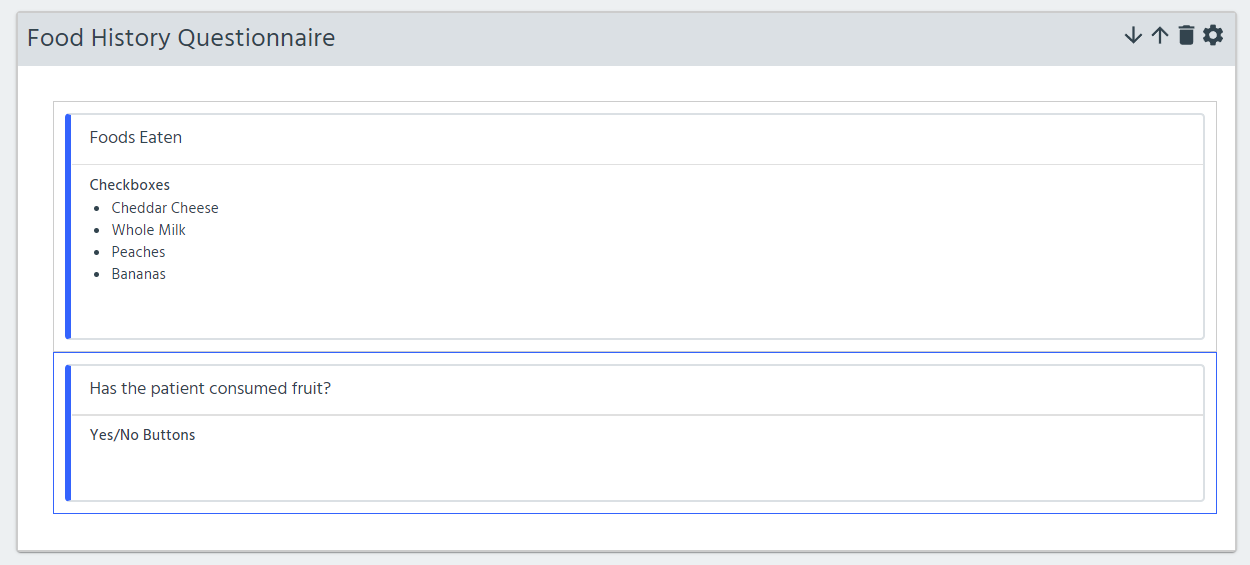 Food History Questionnaire
Foods Eaten
Checkboxes
Cheddar Cheese
Whole Milk
Peaches
Bananas
Has the patient consumed fruit?
Yes/No Buttons